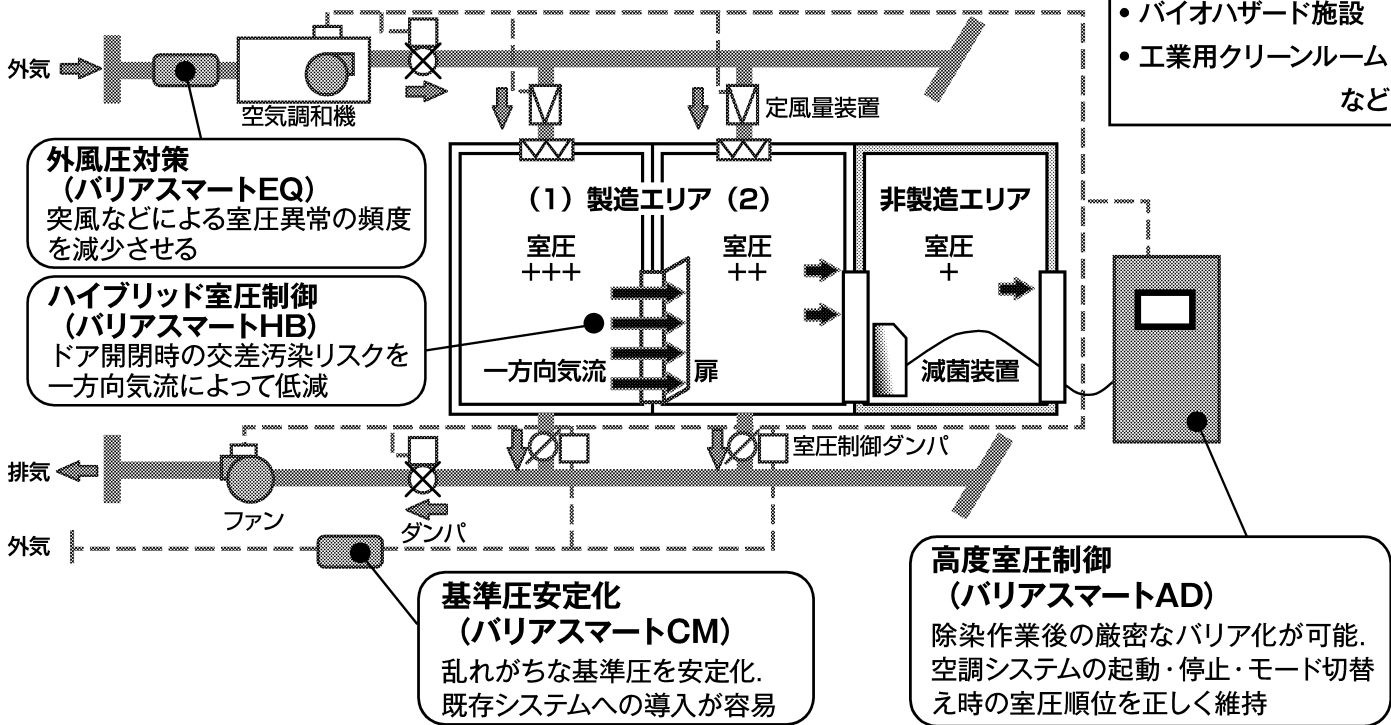 • バイオハザード施設
• 工業用クリーンルーム
など
外気
空気調和機
定風量装置
外風圧対策
（バリアスマートEQ）
突風などによる室圧異常の頻度
を減少させる
ハイブリッド室圧制御
（バリアスマートHB）
ドア開閉時の交差汚染リスクを
一方向気流によって低減
（1）製造エリア（2）
非製造エリア
室圧
+++
室圧
++
室圧
+
一方向気流
扉
滅菌装置
室圧制御ダンパ
排気
ファン
ダンパ
外気
基準圧安定化
（バリアスマートCM）
乱れがちな基準圧を安定化.
既存システムへの導入が容易
高度室圧制御
（バリアスマートAD）
除染作業後の厳密なバリア化が可能.
空調システムの起動・停止・モード切替
え時の室圧順位を正しく維持